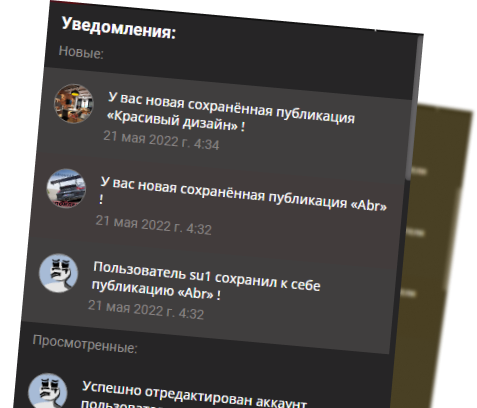 Уведомления:
Новые:
У вас новая сохранённая публикация
«Красивый дизайн» !
21 мая 2022 г. 4:34
У вас новая сохранённая публикация «Abr»
!
21 мая 2022 г. 4:32
Пользователь su1 сохранил к себе
публикацию «Abr» !
21 мая 2022 г. 4:32
Просмотренные:
Успешно отредактирован аккаунт